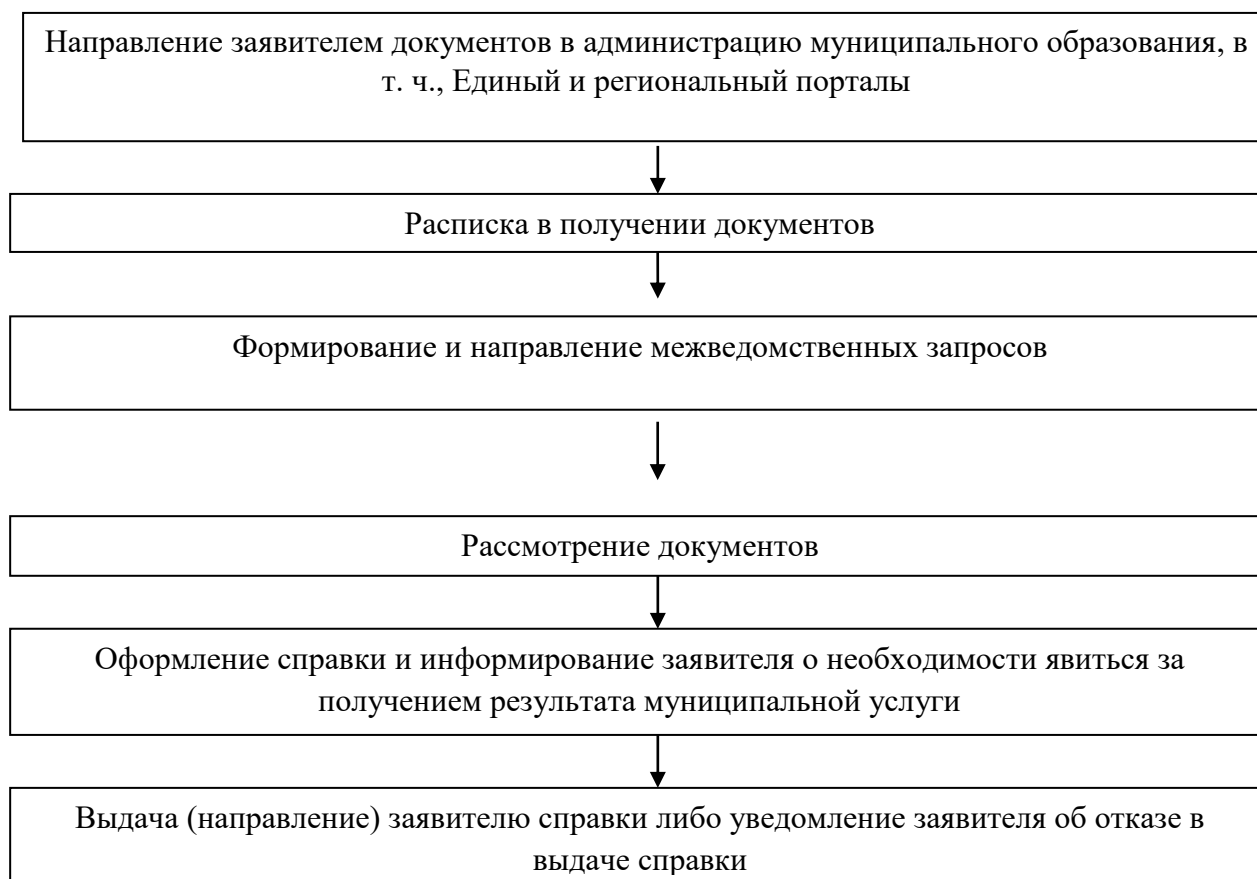 Направление заявителем документов в администрацию муниципального образования, в
т. ч., Единый и региональный порталы
Расписка в получении документов
Формирование и направление межведомственных запросов
Рассмотрение документов
Оформление справки и информирование заявителя о необходимости явиться за
получением результата муниципальной услуги
Выдача (направление) заявителю справки либо уведомление заявителя об отказе в
выдаче справки